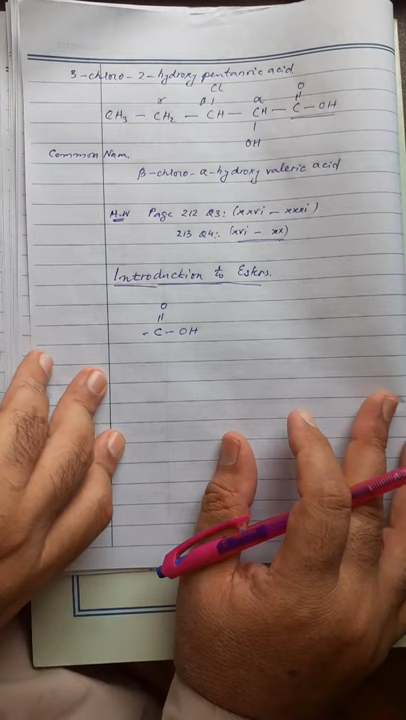 3-chloro-2-hydroxy pentanoic acid
Cl O
γ β | α ||
CH₃ - CH₂ - CH - CH - C - OH
|
OH
Common Nam.
β-chloro-α-hydroxy valeric acid
H.W Page 212 Q3: (xxvi - xxxi)
213 Q4: (xvi - xx)
Introduction to Esters.
O
||
- C - OH